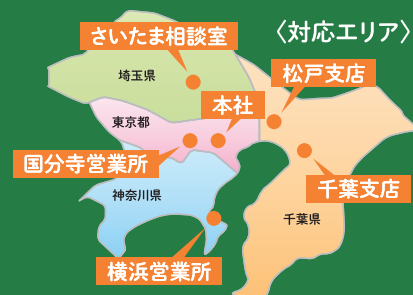 〈対応エリア〉
さいたま相談室
松戸支店
埼玉県
本社
東京都
国分寺営業所
千葉支店
神奈川県
千葉県
横浜営業所